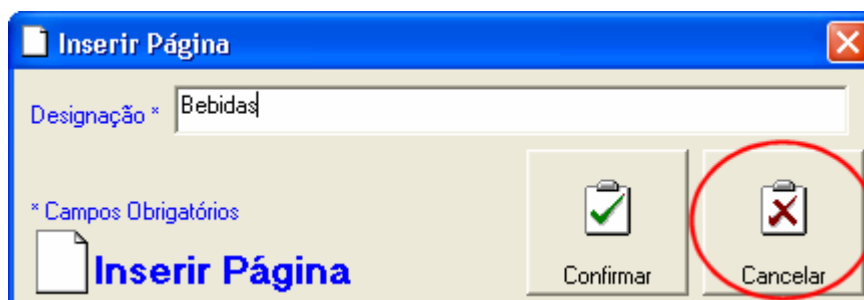 Inserir Página
Designação * Bebidas
* Campos Obrigatórios
Inserir Página
Confirmar
Cancelar